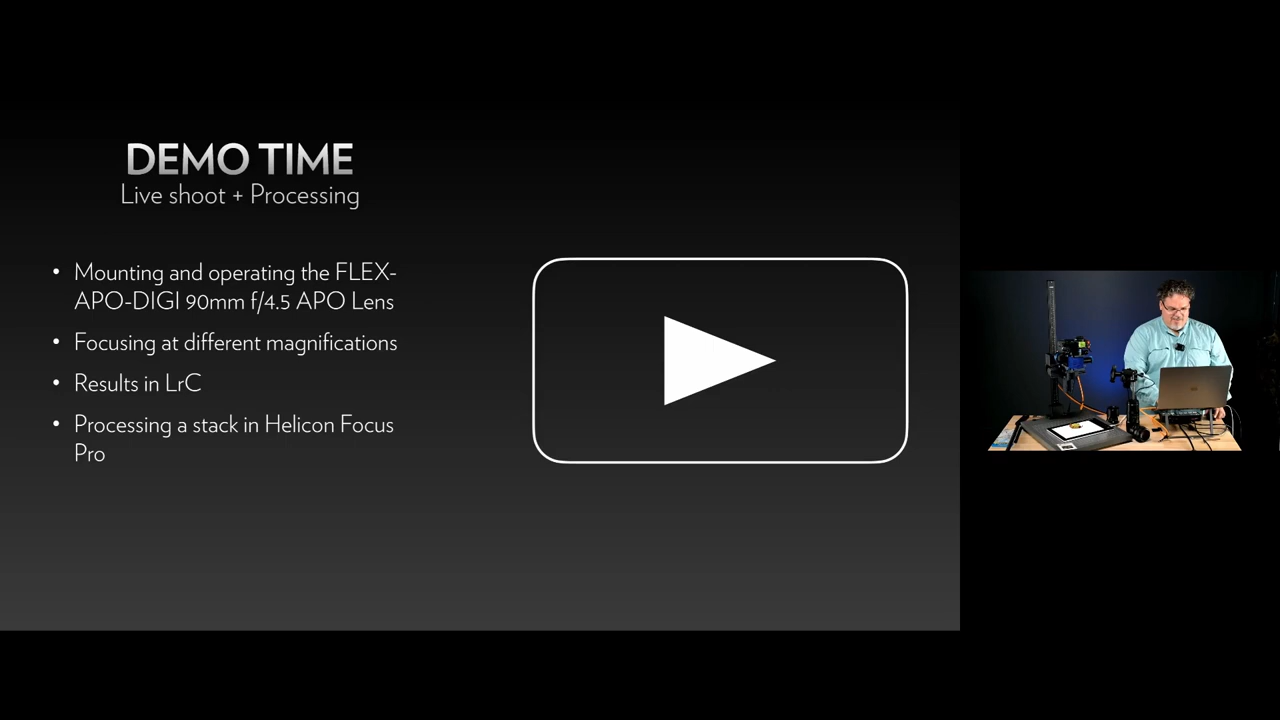 DEMO TIME
Live shoot + Processing
• Mounting and operating the FLEX-
APO-DIGI 90mm f/4.5 APO Lens
• Focusing at different magnifications
• Results in LrC
• Processing a stack in Helicon Focus
Pro